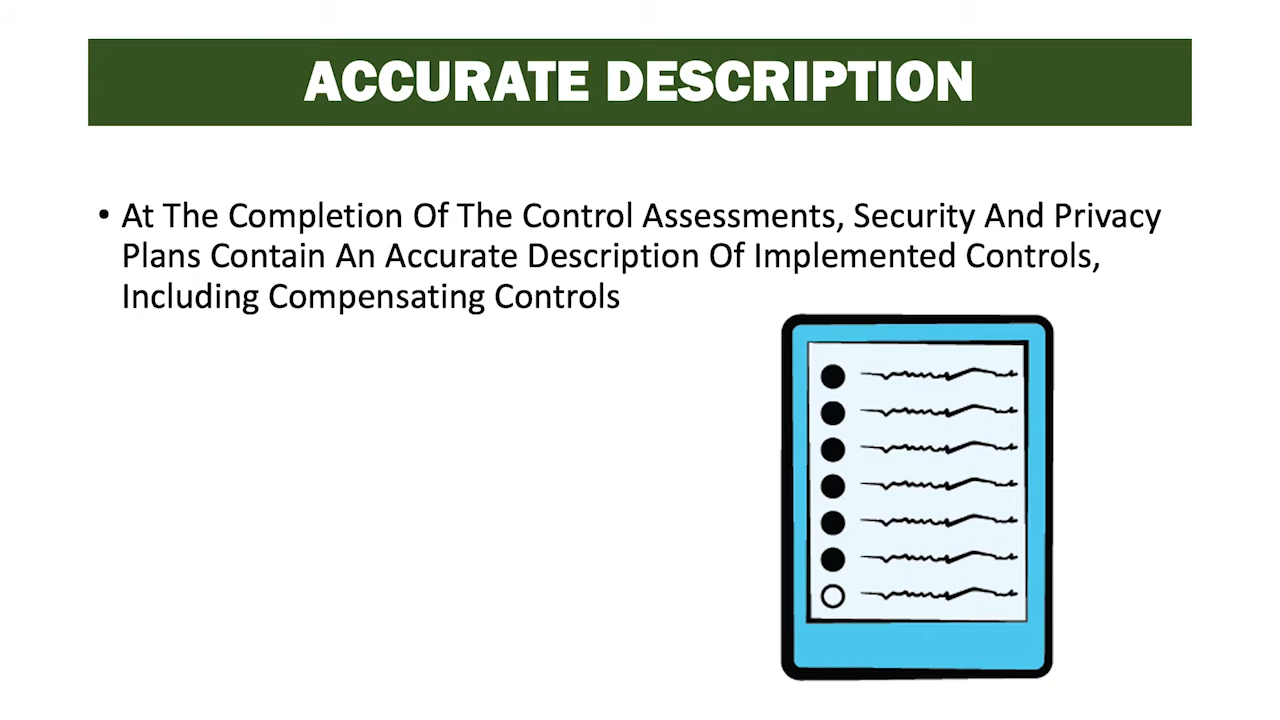 ACCURATE DESCRIPTION
• At The Completion Of The Control Assessments, Security And Privacy
Plans Contain An Accurate Description Of Implemented Controls,
Including Compensating Controls